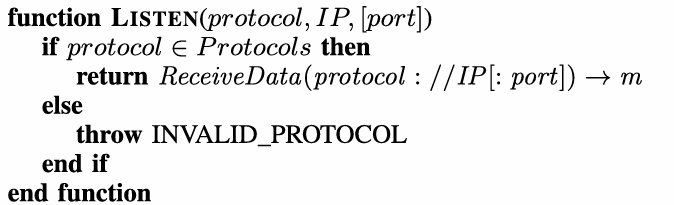 function LISTEN(protocol, IP, [port])
if protocol ∈ Protocols then
return ReceiveData(protocol : //IP[: port]) → m
else
throw INVALID_PROTOCOL
end if
end function